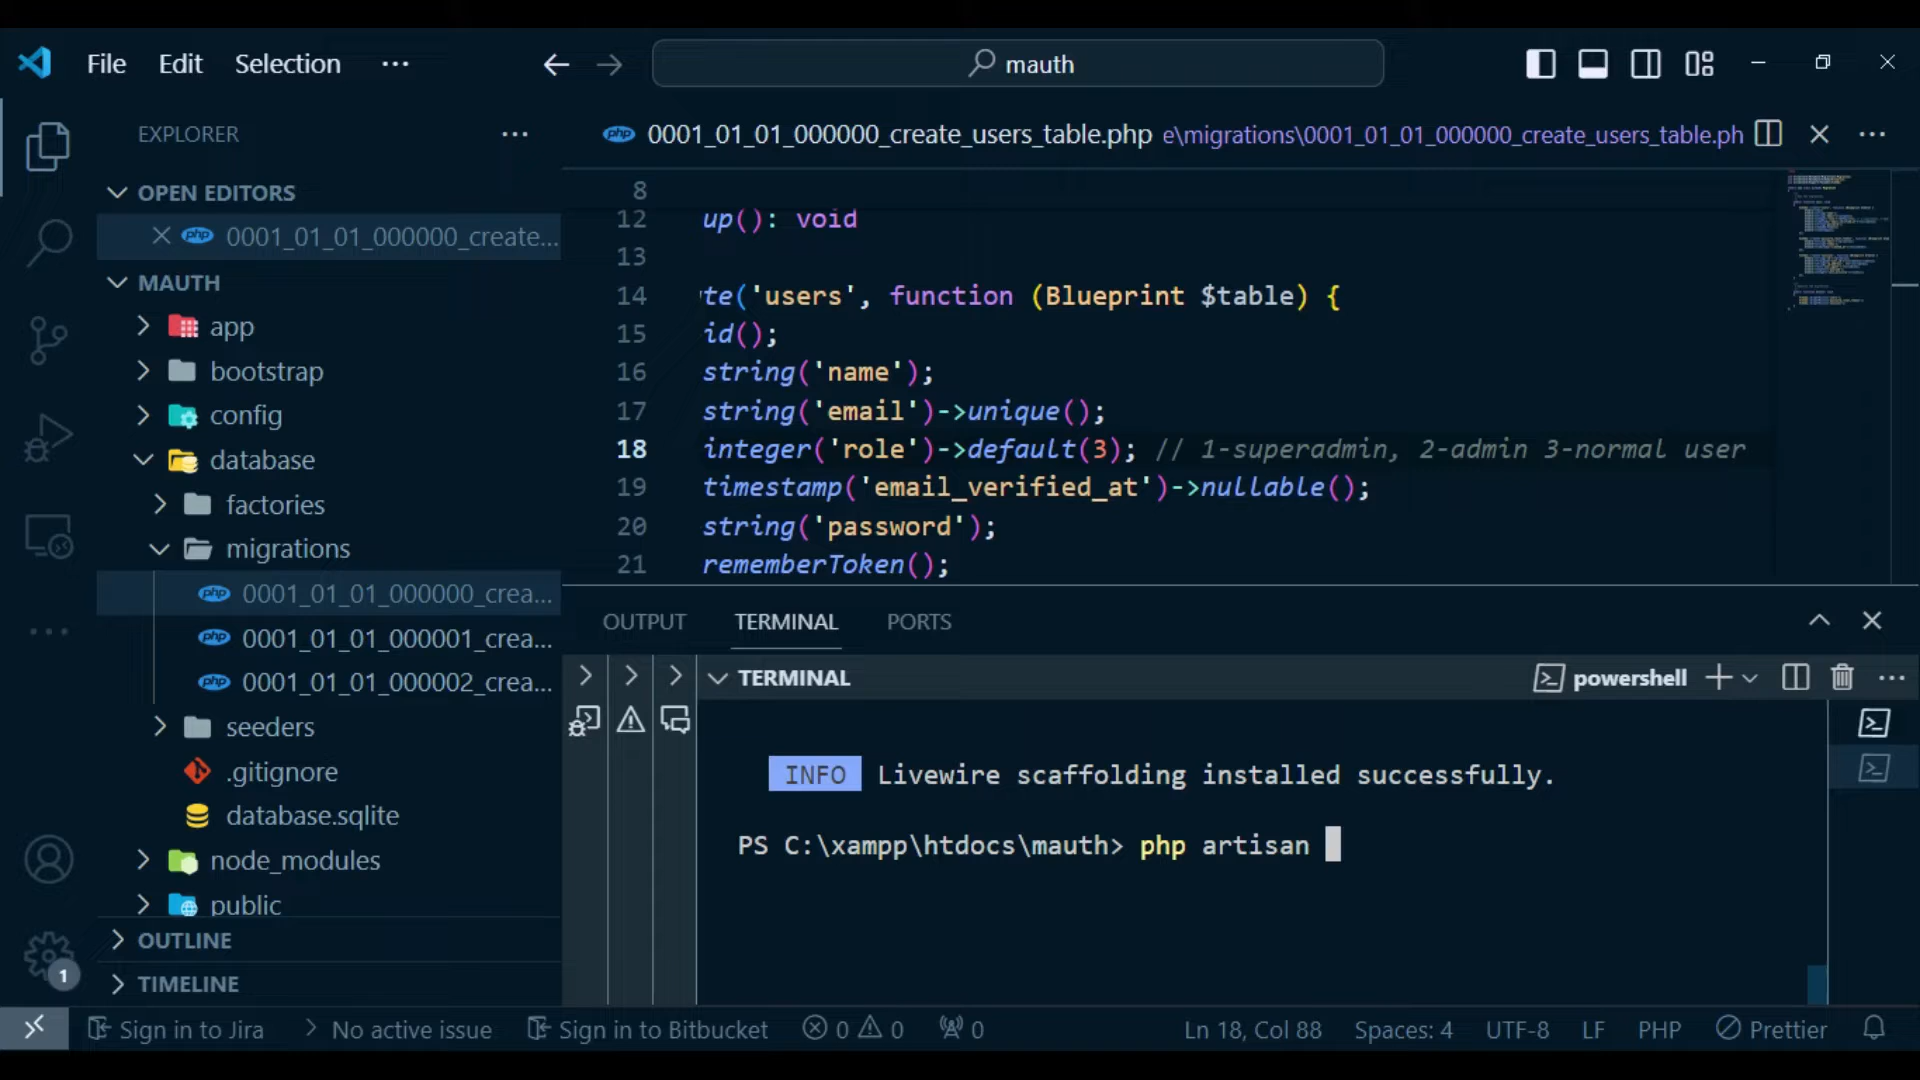 File Edit Selection ···
mauth
EXPLORER
OPEN EDITORS
0001_01_01_000000_create...
MAUTH
app
bootstrap
config
database
factories
migrations
0001_01_01_000000_crea...
0001_01_01_000001_crea...
0001_01_01_000002_crea...
seeders
.gitignore
database.sqlite
node_modules
public
OUTLINE
TIMELINE
1
php 0001_01_01_000000_create_users_table.php e\migrations\0001_01_01_000000_create_users_table.ph
8
12 up(): void
13
14 te('users', function (Blueprint $table) {
15 id();
16 string('name');
17 string('email')->unique();
18 integer('role')->default(3); // 1-superadmin, 2-admin 3-normal user
19 timestamp('email_verified_at')->nullable();
20 string('password');
21 rememberToken();
OUTPUT TERMINAL PORTS
TERMINAL
powershell
INFO Livewire scaffolding installed successfully.
PS C:\xampp\htdocs\mauth> php artisan
Sign in to Jira No active issue Sign in to Bitbucket 0 0 0 Ln 18, Col 88 Spaces: 4 UTF-8 LF PHP Prettier